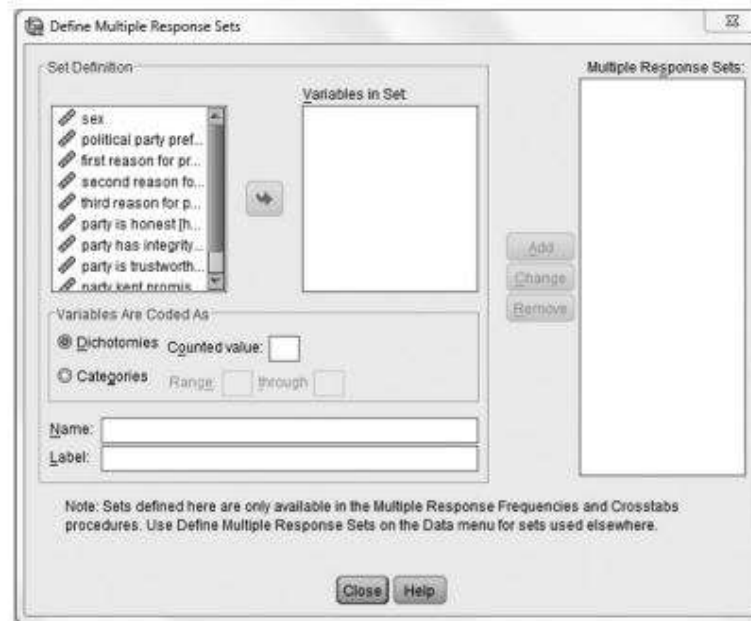 Define Multiple Response Sets
Set Definition
Variables in Set:
Multiple Response Sets:
sex
political party pref...
first reason for pr...
second reason fo...
third reason for p...
party is honest [h...
party has integrity...
party is trustworth...
party kept promis...
Add
Change
Remove
Variables Are Coded As
Dichotomies Counted value:
Categories Range: through
Name:
Label:
Note: Sets defined here are only available in the Multiple Response Frequencies and Crosstabs
procedures. Use Define Multiple Response Sets on the Data menu for sets used elsewhere.
Close Help